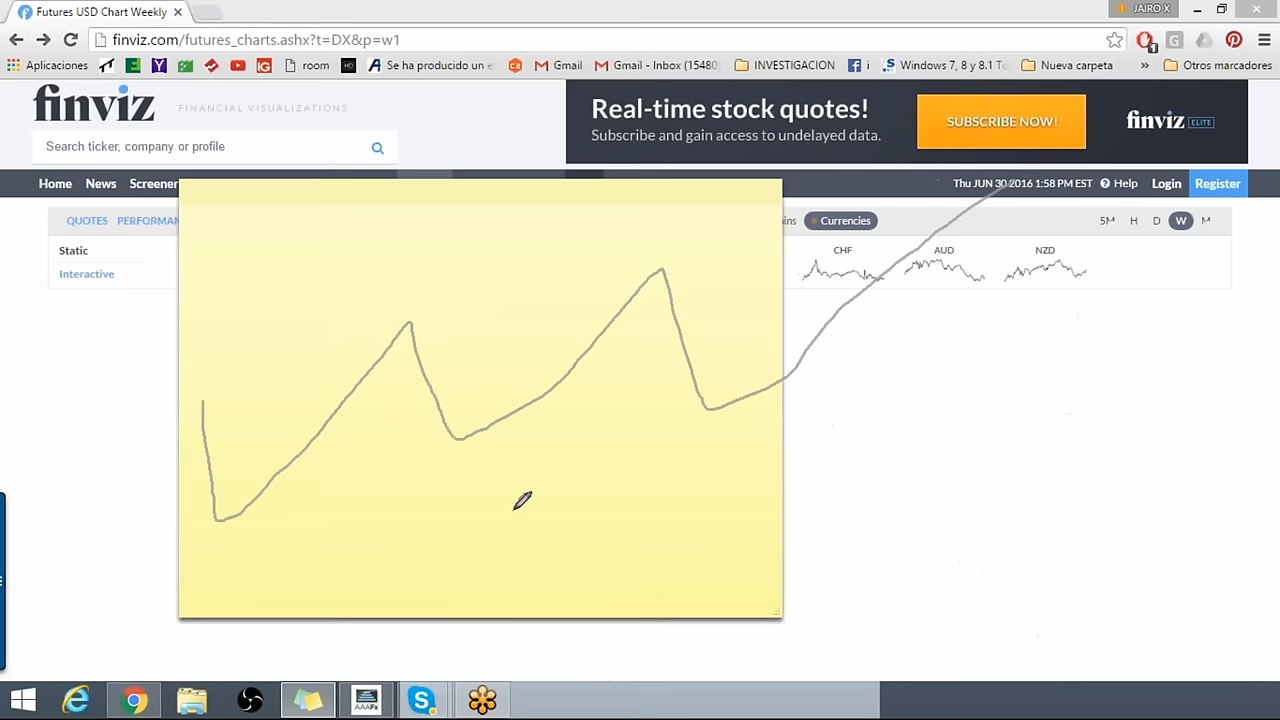 Futures USD Chart Weekly
JAIRO X
finviz.com/futures_charts.ashx?t=DX&p=w1
Aplicaciones
room
Se ha producido un e
Gmail
Gmail - Inbox (15480)
INVESTIGACION
i
Windows 7, 8 y 8.1 To
Nueva carpeta
»
Otros marcadores
finviz
FINANCIAL VISUALIZATIONS
Real-time stock quotes!
Subscribe and gain access to undelayed data.
SUBSCRIBE NOW!
finviz ELITE
Search ticker, company or profile
Home News Screener
Thu JUN 30 2016 1:58 PM EST Help Login Register
QUOTES PERFORMAN
ins Currencies
5M H D W M
Static
Interactive
CHF AUD NZD
AAAFx